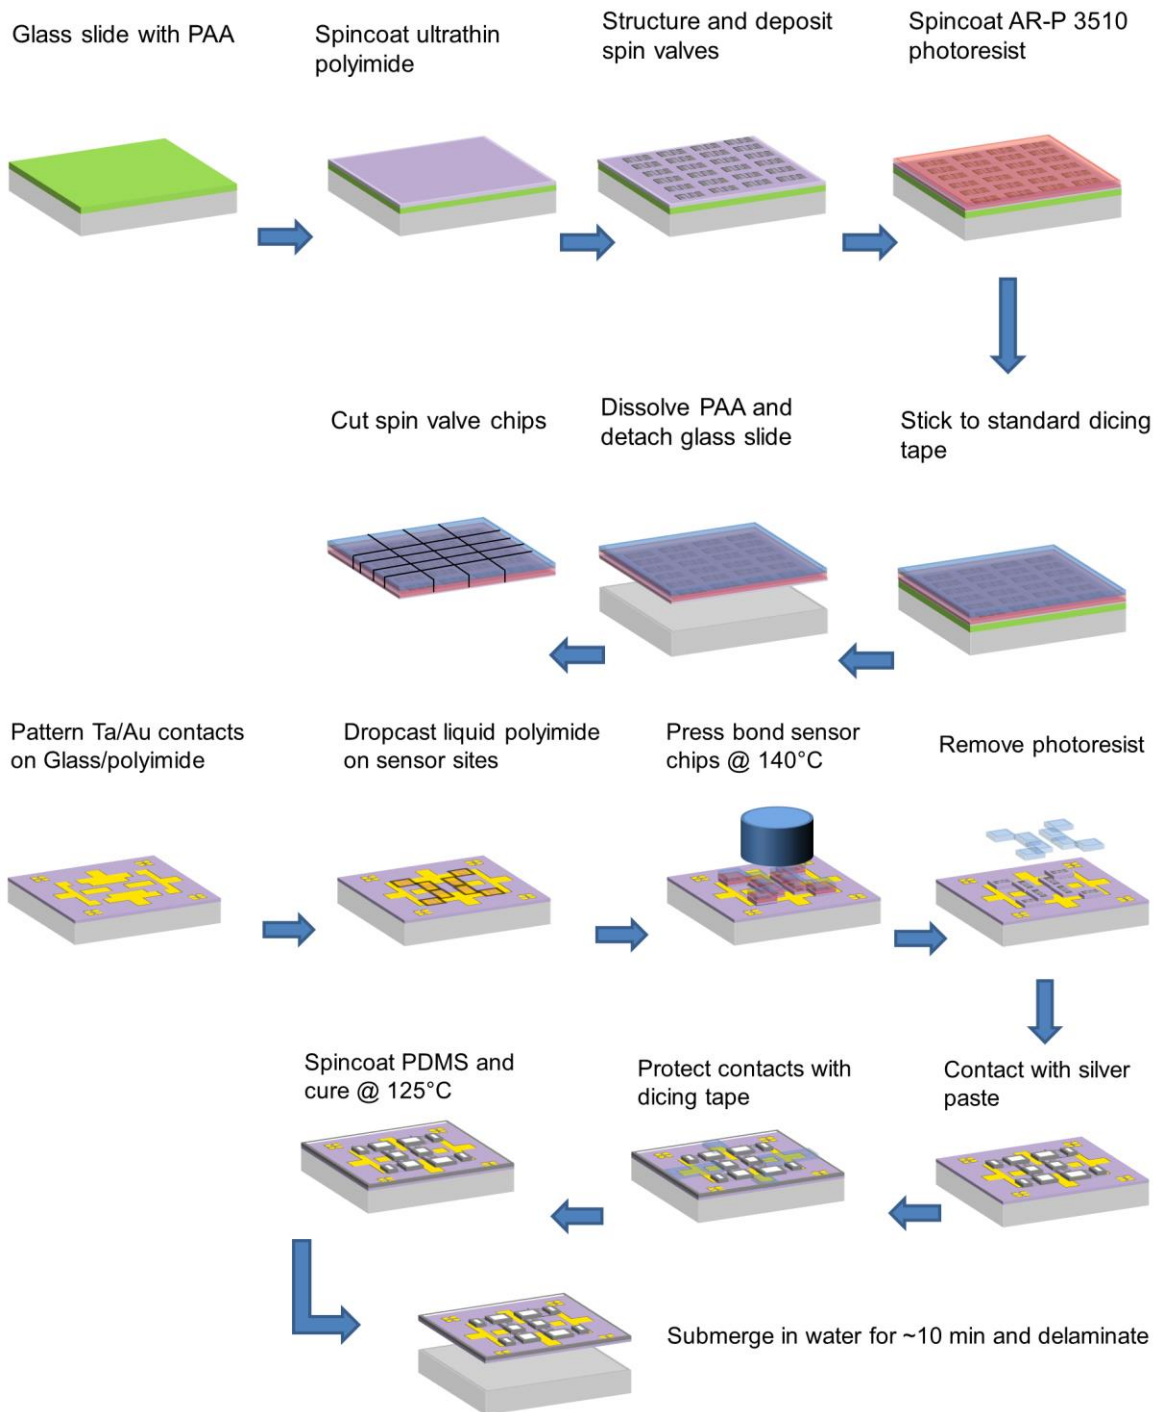 Glass slide with PAA
Spincoat ultrathin
polyimide
Structure and deposit
spin valves
Spincoat AR-P 3510
photoresist
Cut spin valve chips
Dissolve PAA and
detach glass slide
Stick to standard dicing
tape
Pattern Ta/Au contacts
on Glass/polyimide
Dropcast liquid polyimide
on sensor sites
Press bond sensor
chips @ 140°C
Remove photoresist
Spincoat PDMS and
cure @ 125°C
Protect contacts with
dicing tape
Contact with silver
paste
Submerge in water for ~10 min and delaminate